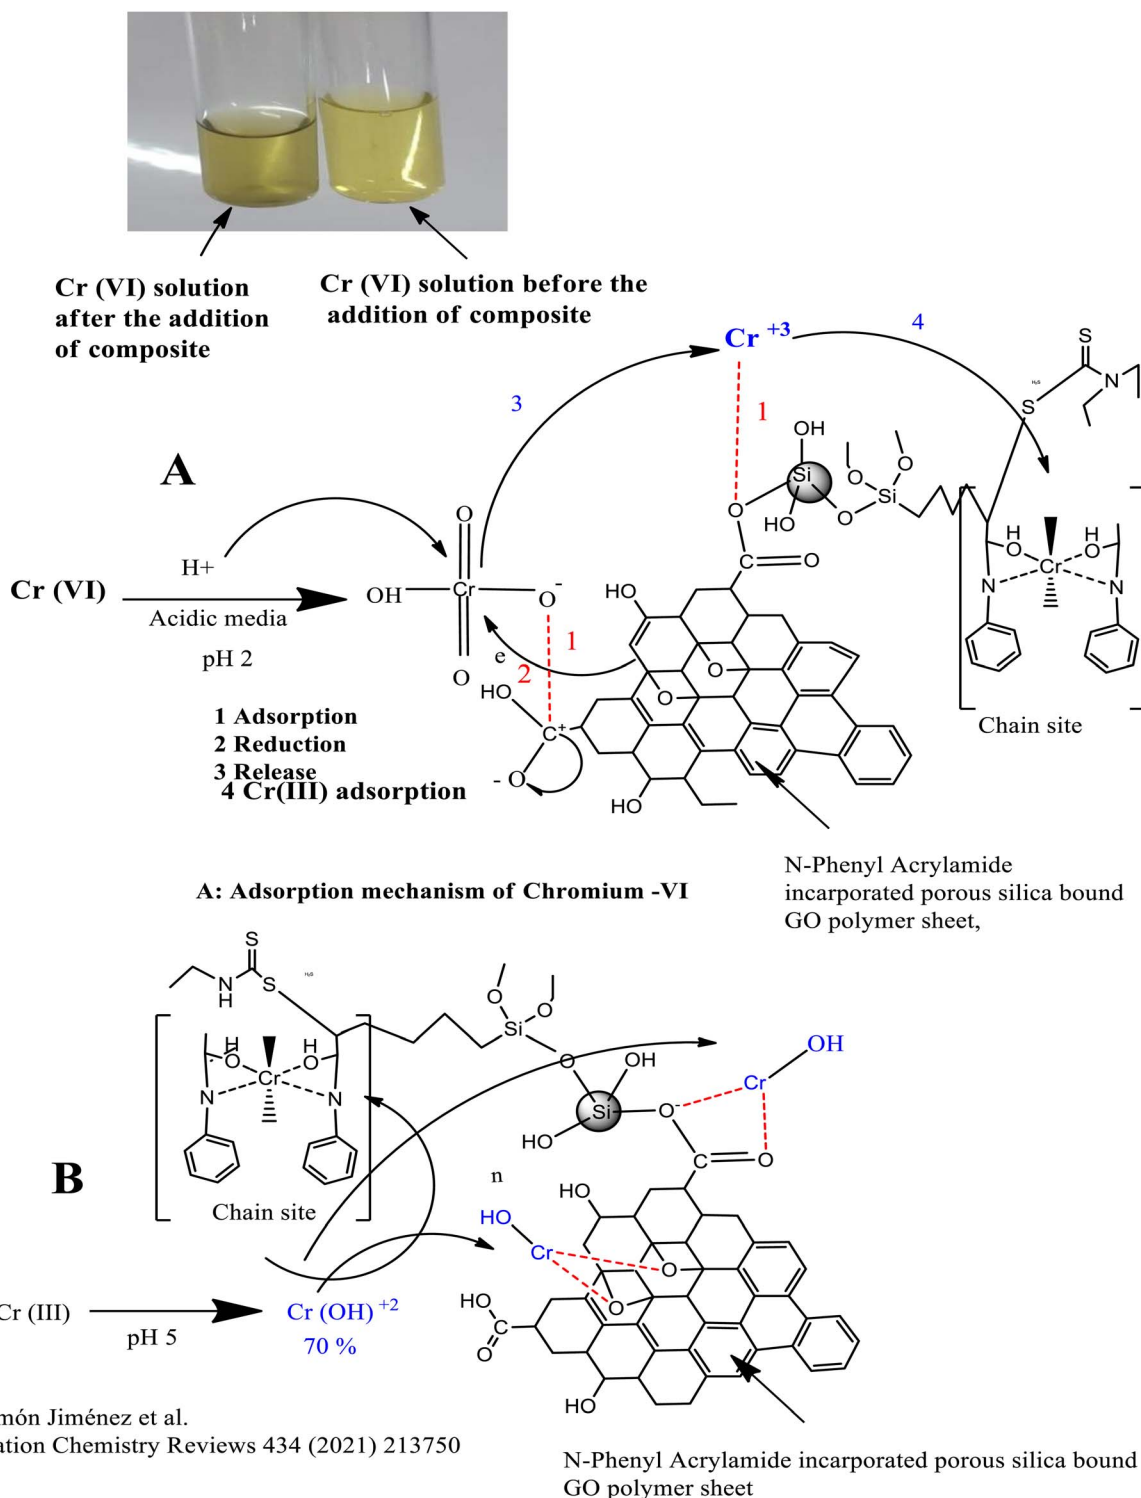 Cr (VI) solution
after the addition
of composite
Cr (VI) solution before the
addition of composite
A
Cr (VI)
H+
Acidic media
pH 2
O
OH
Cr
O
-
O
1
e
2
3
Cr +3
4
1
HO
C
+
- O
1 Adsorption
2 Reduction
3 Release
4 Cr(III) adsorption
OH
Si
HO
O
O
Si
O
O
C
O
HO
O
O
HO
S
H₂S
S
N
H
O
H
O
Cr
N
N
Chain site
N-Phenyl Acrylamide
incorporated porous silica bound
GO polymer sheet,
A: Adsorption mechanism of Chromium -VI
S
N
H
S
H₂S
H
O
H
O
Cr
N
N
Chain site
O
O
Si
O
OH
Si
HO
O-
Cr
OH
C
O
B
n
HO
HO
Cr
O
O
HO
C
O
HO
Cr (III)
pH 5
Cr (OH) +2
70 %
món Jiménez et al.
ation Chemistry Reviews 434 (2021) 213750
N-Phenyl Acrylamide incorporated porous silica bound
GO polymer sheet